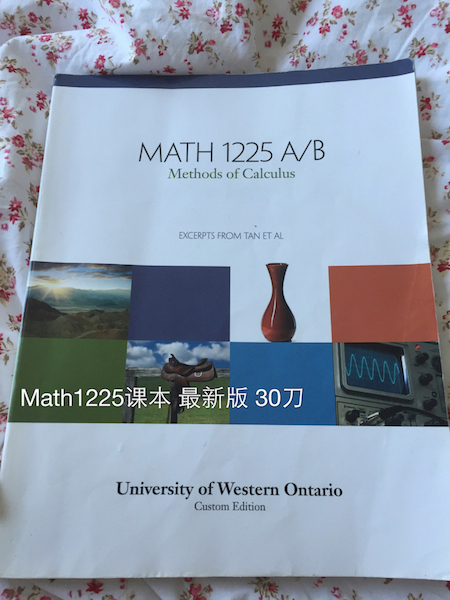 MATH 1225 A/B
Methods of Calculus
EXCERPTS FROM TAN ET AL
Math1225课本 最新版 30刀
University of Western Ontario
Custom Edition